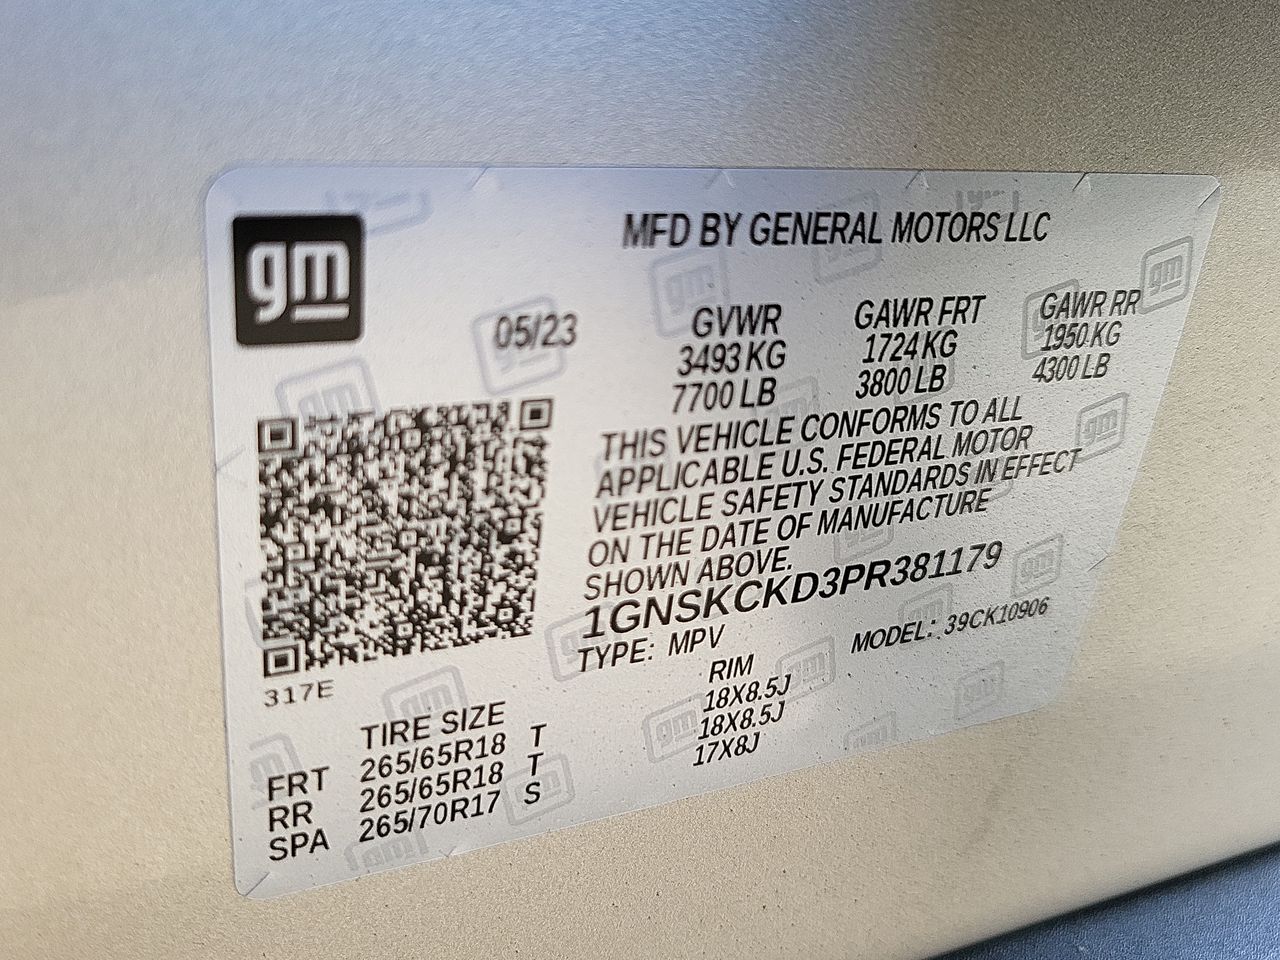 gm
MFD BY GENERAL MOTORS LLC
05/23
GVWR GAWR FRT GAWR RR
3493 KG 1724 KG 1950 KG
7700 LB 3800 LB 4300 LB
THIS VEHICLE CONFORMS TO ALL
APPLICABLE U.S. FEDERAL MOTOR
VEHICLE SAFETY STANDARDS IN EFFECT
ON THE DATE OF MANUFACTURE
SHOWN ABOVE.
1GNSKCKD3PR381179
TYPE: MPV MODEL: 39CK10906
317E
TIRE SIZE RIM
FRT 265/65R18 T 18X8.5J
RR 265/65R18 T 18X8.5J
SPA 265/70R17 S 17X8J